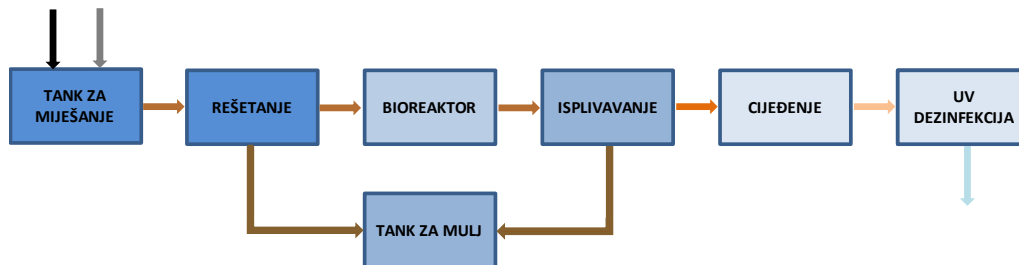 TANK ZA
MIJEŠANJE
REŠETANJE
BIOREAKTOR
ISPLIVAVANJE
CIJEĐENJE
UV
DEZINFEKCIJA
TANK ZA MULJ